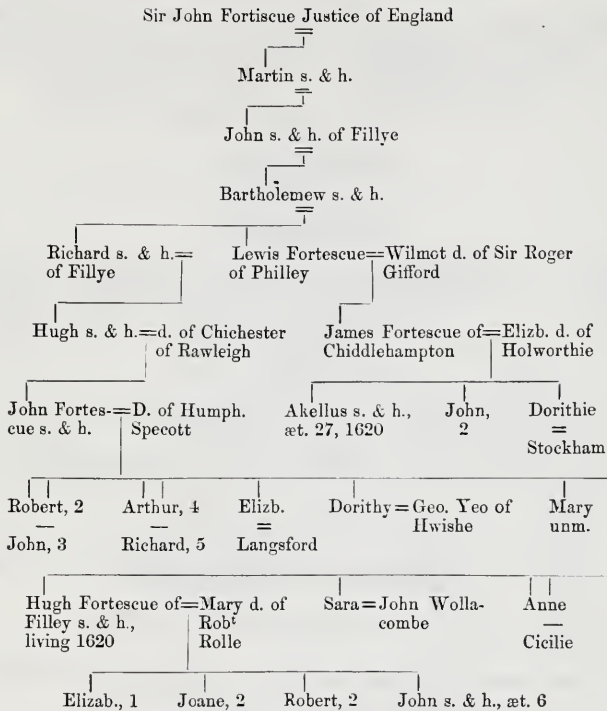 Sir John Fortiscue Justice of England
=
Martin s. & h.
=
John s. & h. of Fillye
=
Bartholemew s. & h.
=
Richard s. & h.=
of Fillye
Lewis Fortescue=Wilmot d. of Sir Roger
of Philley Gifford
Hugh s. & h.=d. of Chichester
of Rawleigh
James Fortescue of=Elizb. d. of
Chiddlehampton Holworthie
John Fortes-=D. of Humph.
cue s. & h. Specott
Akellus s. & h.,
æt. 27, 1620
John,
2
Dorithie
=
Stockham
Robert, 2
—
John, 3
Arthur, 4
—
Richard, 5
Elizb.
=
Langsford
Dorithy=Geo. Yeo of
Hwishe
Mary
unm.
Hugh Fortescue of=Mary d. of
Filley s. & h., Robt
living 1620 Rolle
Sara=John Wolla-
combe
Anne
—
Cicilie
Elizab., 1 Joane, 2 Robert, 2 John s. & h., æt. 6